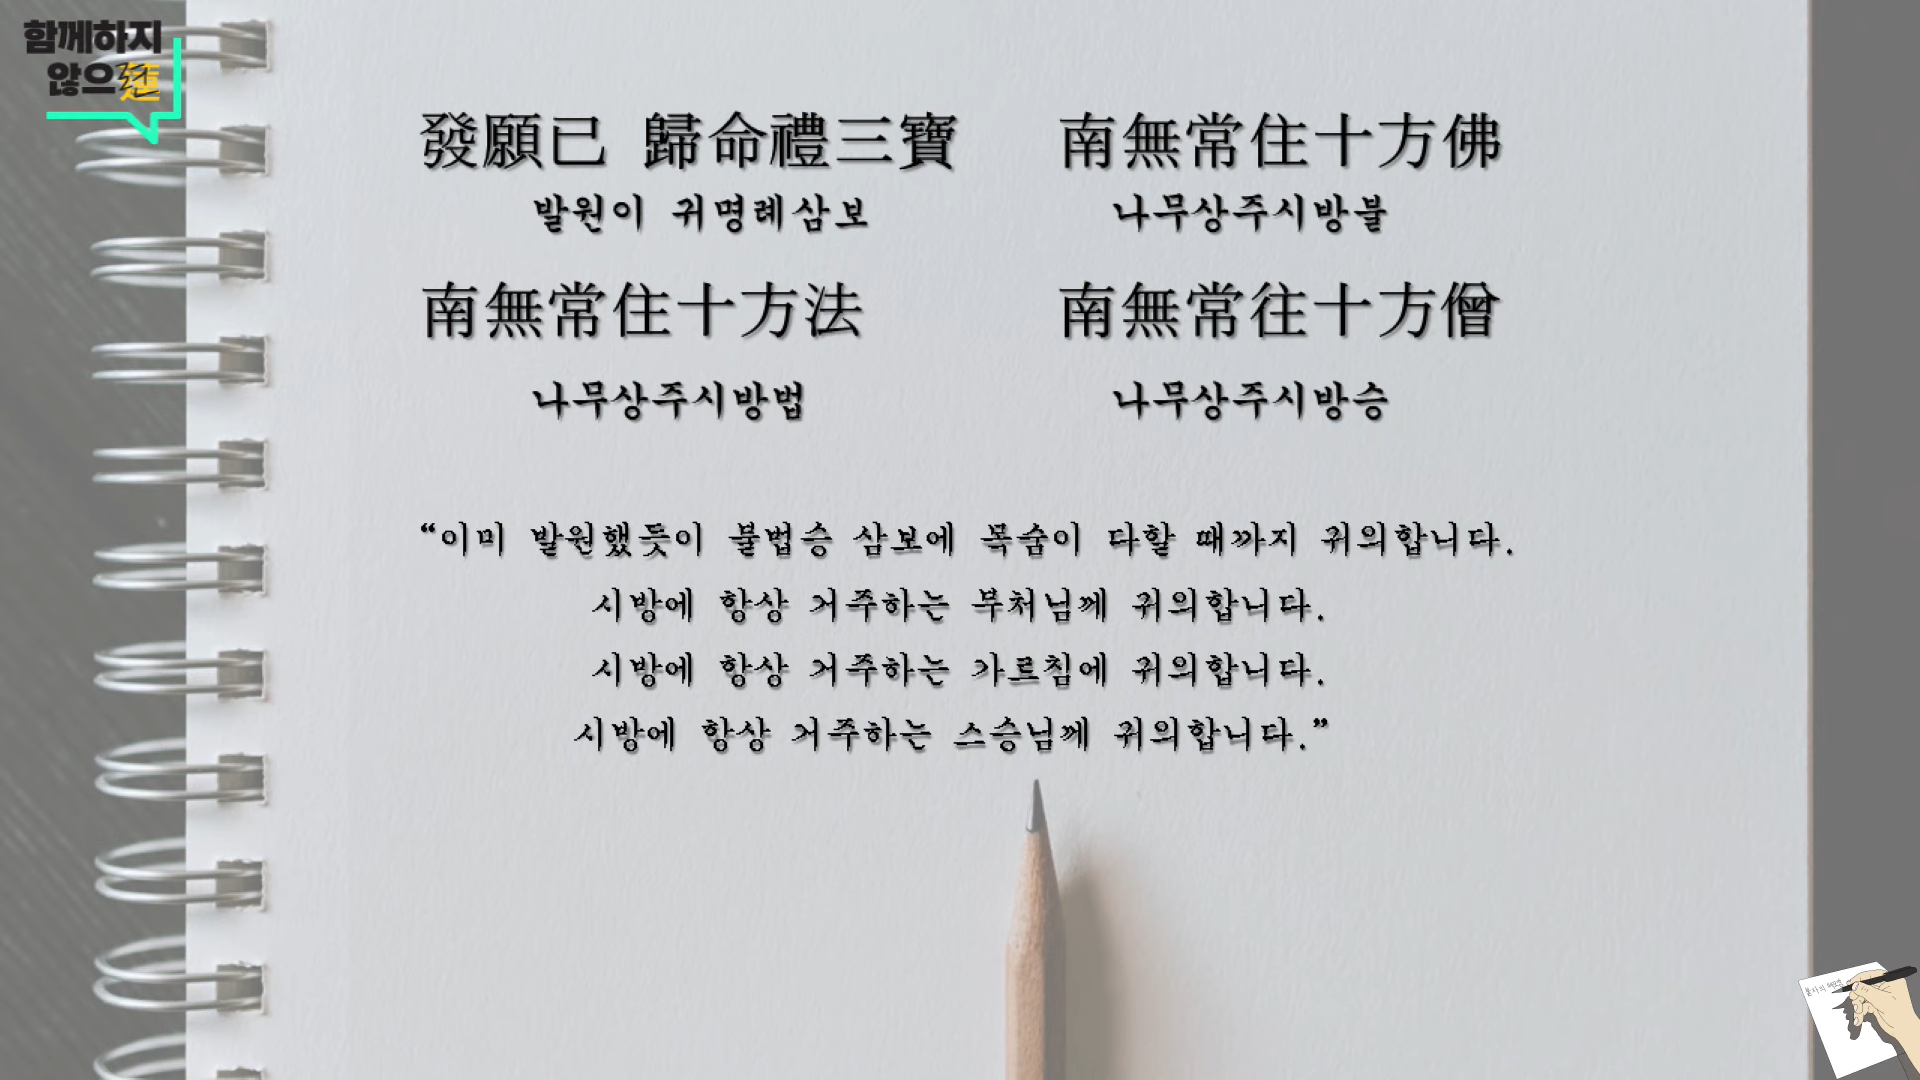 함께하지
않으련蓮
發願已 歸命禮三寶
발원이 귀명례삼보
南無常住十方佛
나무상주시방불
南無常住十方法
나무상주시방법
南無常往十方僧
나무상주시방승
“이미 발원했듯이 불법승 삼보에 목숨이 다할 때까지 귀의합니다.
시방에 항상 거주하는 부처님께 귀의합니다.
시방에 항상 거주하는 가르침에 귀의합니다.
시방에 항상 거주하는 스승님께 귀의합니다.”